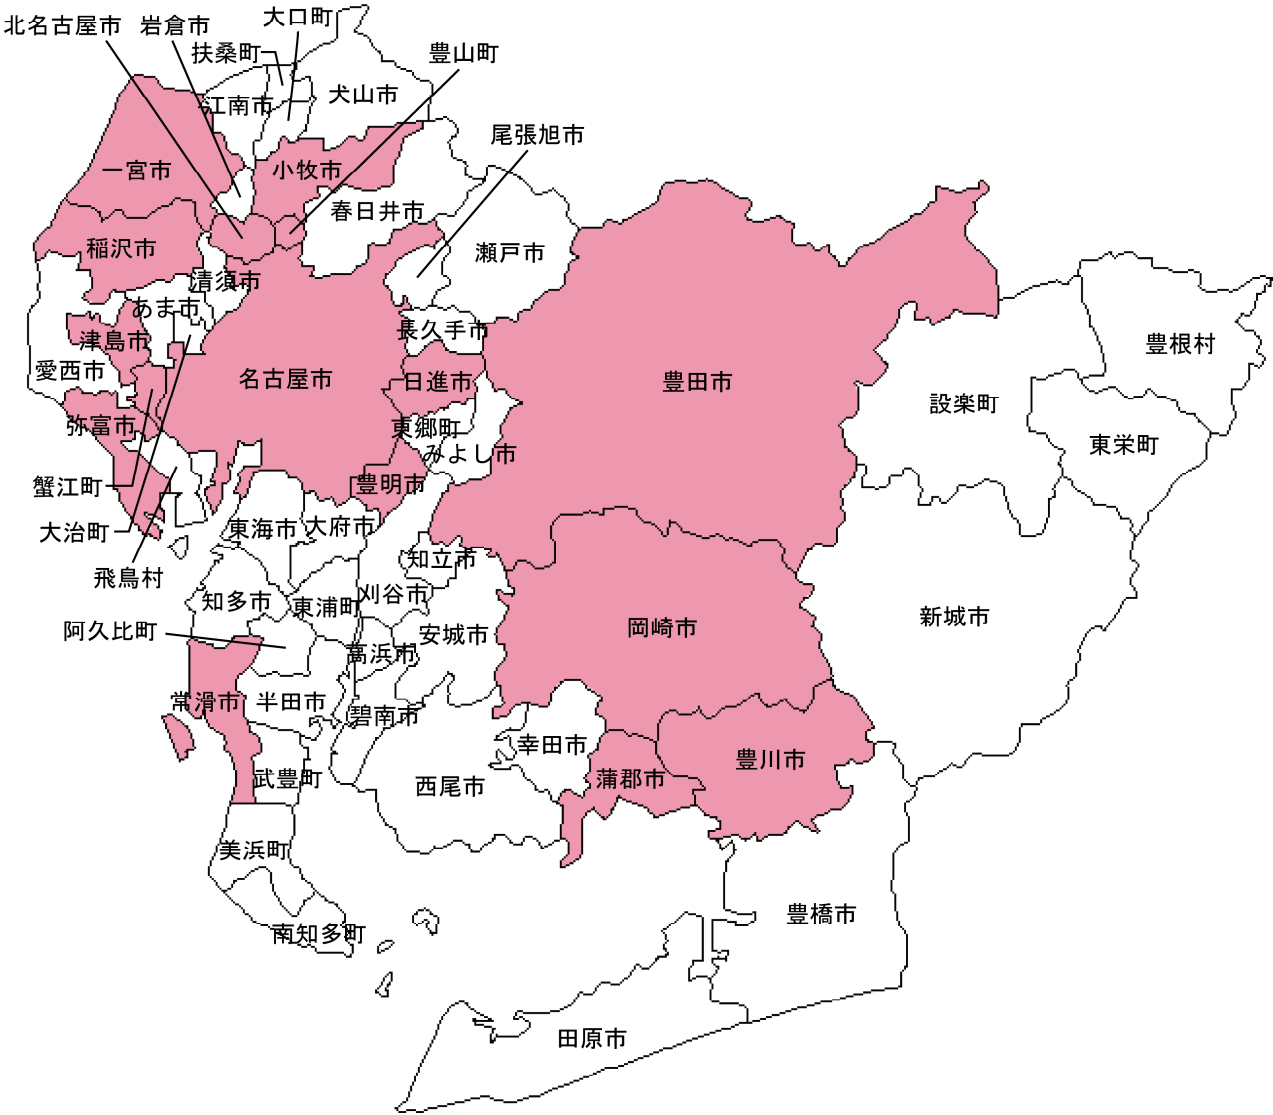 北名古屋市
岩倉市
大口町
扶桑町
豊山町
江南市
犬山市
尾張旭市
一宮市
小牧市
春日井市
稲沢市
瀬戸市
清須市
あま市
長久手市
津島市
豊根村
愛西市
名古屋市
日進市
豊田市
設楽町
弥富市
東郷町
みよし市
東栄町
蟹江町
豊明市
大治町
東海市
大府市
飛鳥村
知立市
知多市
東浦町
刈谷市
新城市
阿久比町
安城市
岡崎市
高浜市
常滑市
半田市
碧南市
幸田市
武豊町
西尾市
蒲郡市
豊川市
美浜町
豊橋市
南知多町
田原市